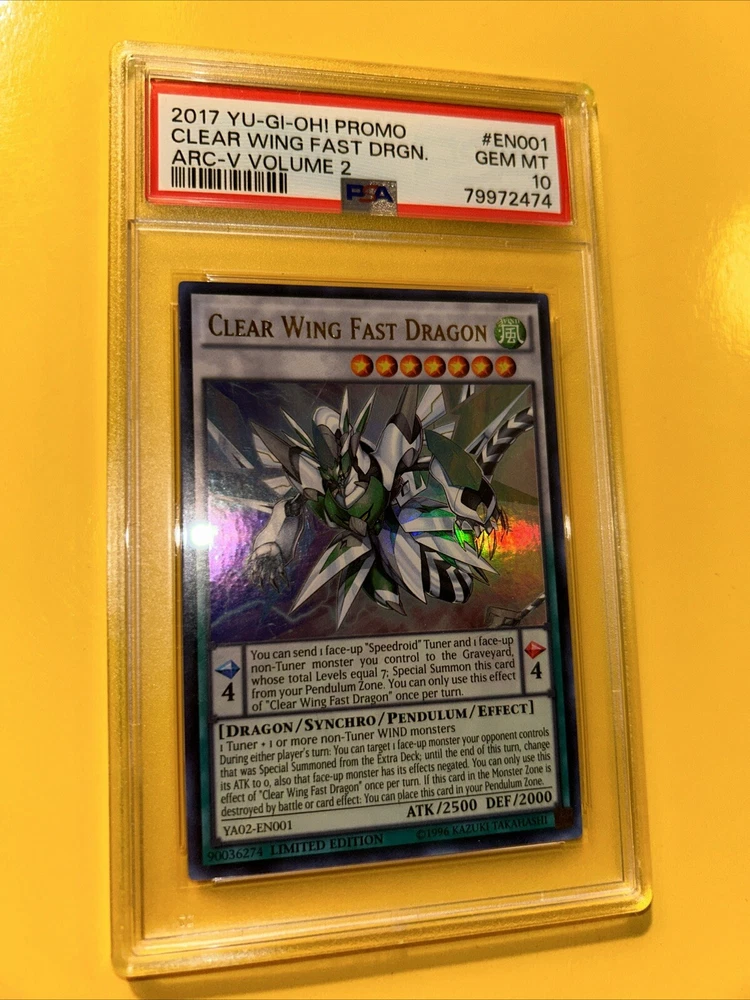 2017 YU-GI-OH! PROMO #EN001
CLEAR WING FAST DRGN. GEM MT
ARC-V VOLUME 2 10
PSA 79972474
CLEAR WING FAST DRAGON 風
You can send 1 face-up "Speedroid" Tuner and 1 face-up
non-Tuner monster you control to the Graveyard,
whose total Levels equal 7; Special Summon this card
from your Pendulum Zone. You can only use this effect
of "Clear Wing Fast Dragon" once per turn.
4 4
[DRAGON/SYNCHRO/PENDULUM/EFFECT]
1 Tuner + 1 or more non-Tuner WIND monsters
During either player's turn: You can target 1 face-up monster your opponent controls
that was Special Summoned from the Extra Deck; until the end of this turn, change
its ATK to 0, also that face-up monster has its effects negated. You can only use this
effect of "Clear Wing Fast Dragon" once per turn. If this card in the Monster Zone is
destroyed by battle or card effect: You can place this card in your Pendulum Zone.
ATK/2500 DEF/2000
YA02-EN001
90036274 LIMITED EDITION ©1996 KAZUKI TAKAHASHI